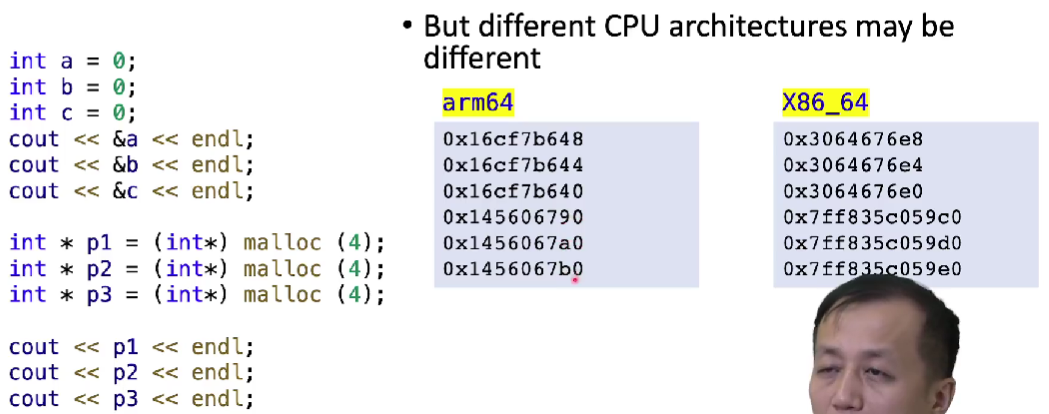 • But different CPU architectures may be
different
int a = 0;
int b = 0;
int c = 0;
cout << &a << endl;
cout << &b << endl;
cout << &c << endl;
int * p1 = (int*) malloc (4);
int * p2 = (int*) malloc (4);
int * p3 = (int*) malloc (4);
cout << p1 << endl;
cout << p2 << endl;
cout << p3 << endl;
arm64
0x16cf7b648
0x16cf7b644
0x16cf7b640
0x145606790
0x1456067a0
0x1456067b0
X86_64
0x3064676e8
0x3064676e4
0x3064676e0
0x7ff835c059c0
0x7ff835c059d0
0x7ff835c059e0